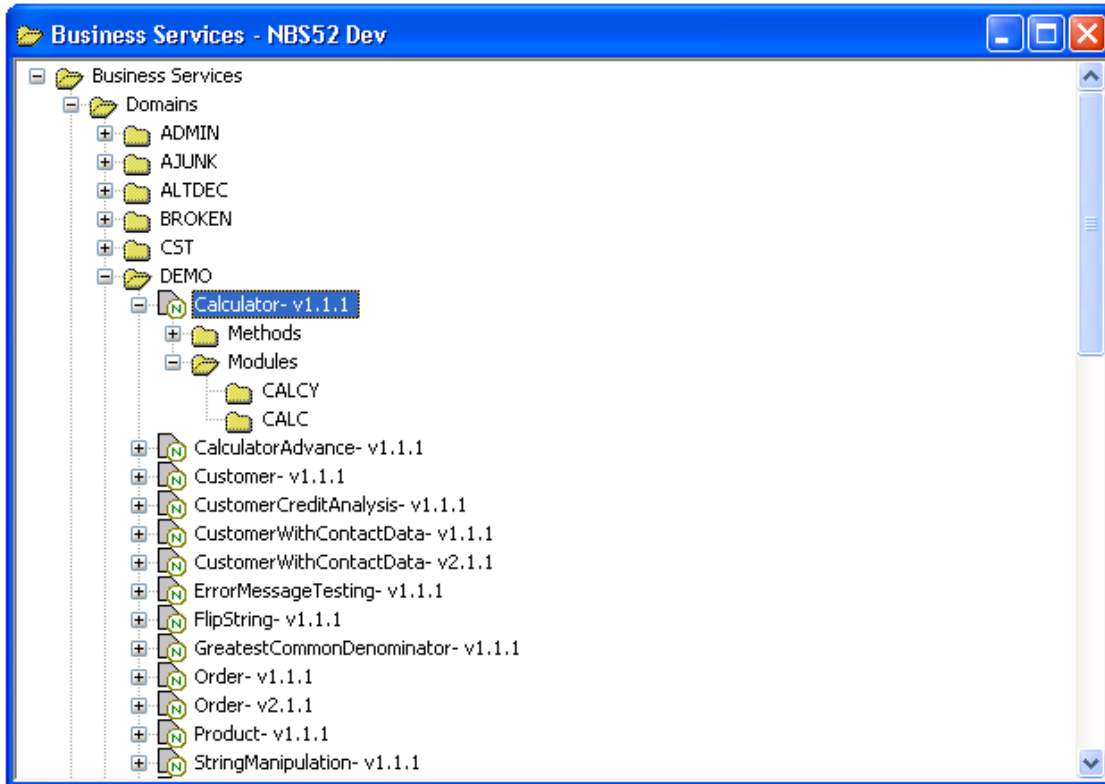 Business Services - NBS52 Dev
Business Services
Domains
ADMIN
AJUNK
ALTDEC
BROKEN
CST
DEMO
Calculator- v1.1.1
Methods
Modules
CALCY
CALC
CalculatorAdvance- v1.1.1
Customer- v1.1.1
CustomerCreditAnalysis- v1.1.1
CustomerWithContactData- v1.1.1
CustomerWithContactData- v2.1.1
ErrorMessageTesting- v1.1.1
FlipString- v1.1.1
GreatestCommonDenominator- v1.1.1
Order- v1.1.1
Order- v2.1.1
Product- v1.1.1
StringManipulation- v1.1.1